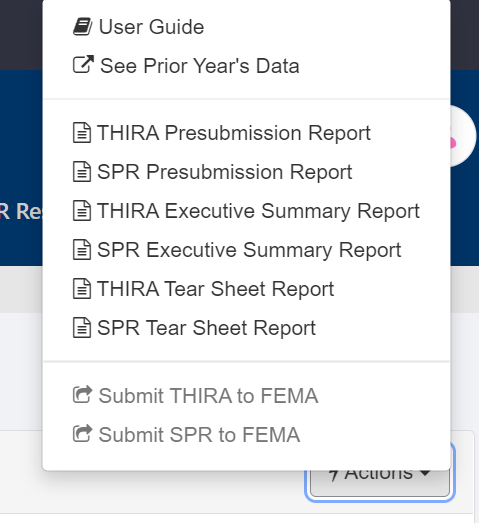 User Guide
See Prior Year's Data
THIRA Presubmission Report
SPR Presubmission Report
THIRA Executive Summary Report
R Re
SPR Executive Summary Report
THIRA Tear Sheet Report
SPR Tear Sheet Report
Submit THIRA to FEMA
Submit SPR to FEMA
Actions